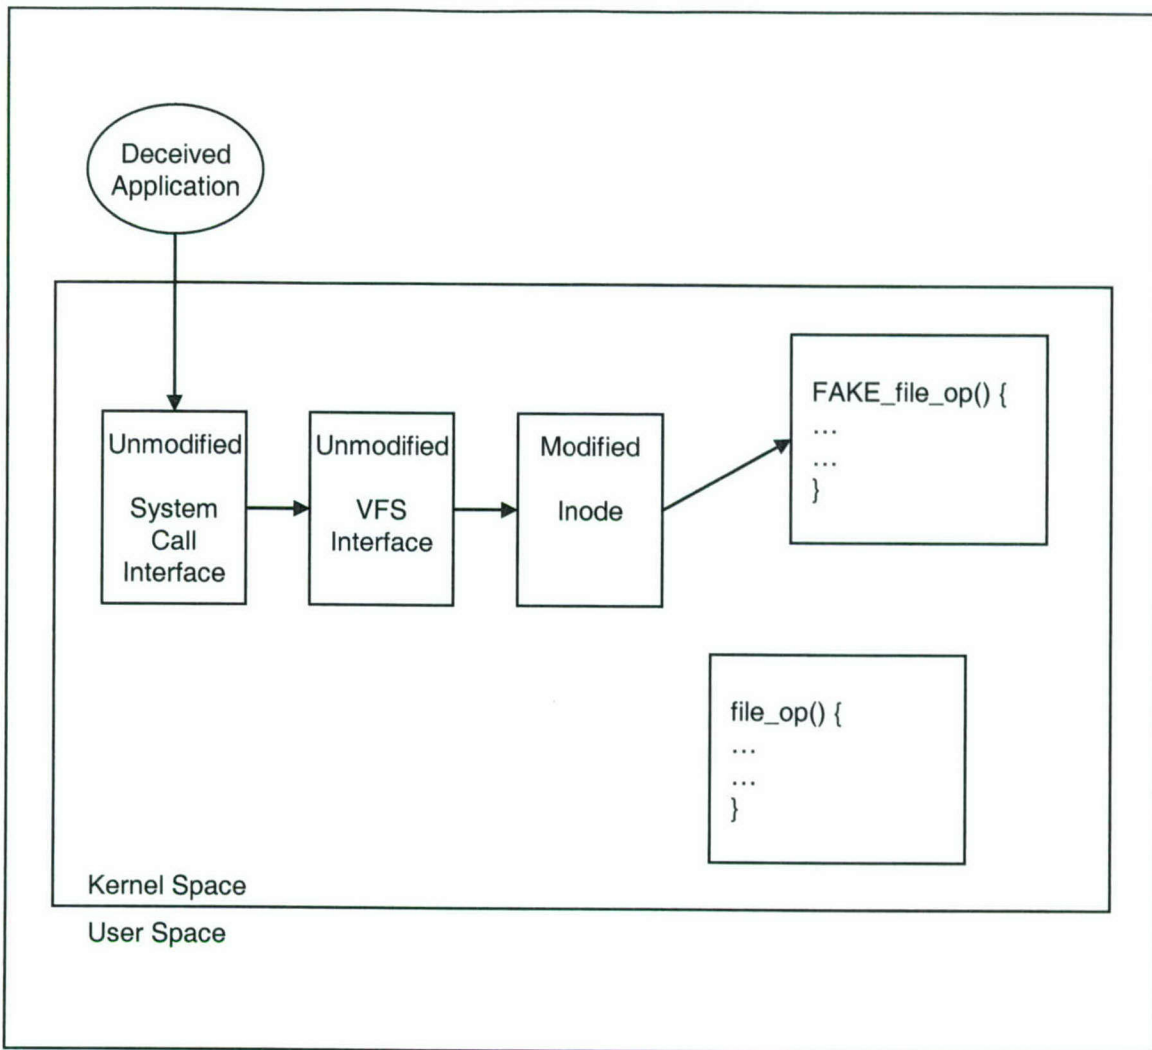 Deceived
Application
Unmodified
System
Call
Interface
Unmodified
VFS
Interface
Modified
Inode
FAKE_file_op() {
...
...
}
file_op() {
...
...
}
Kernel Space
User Space